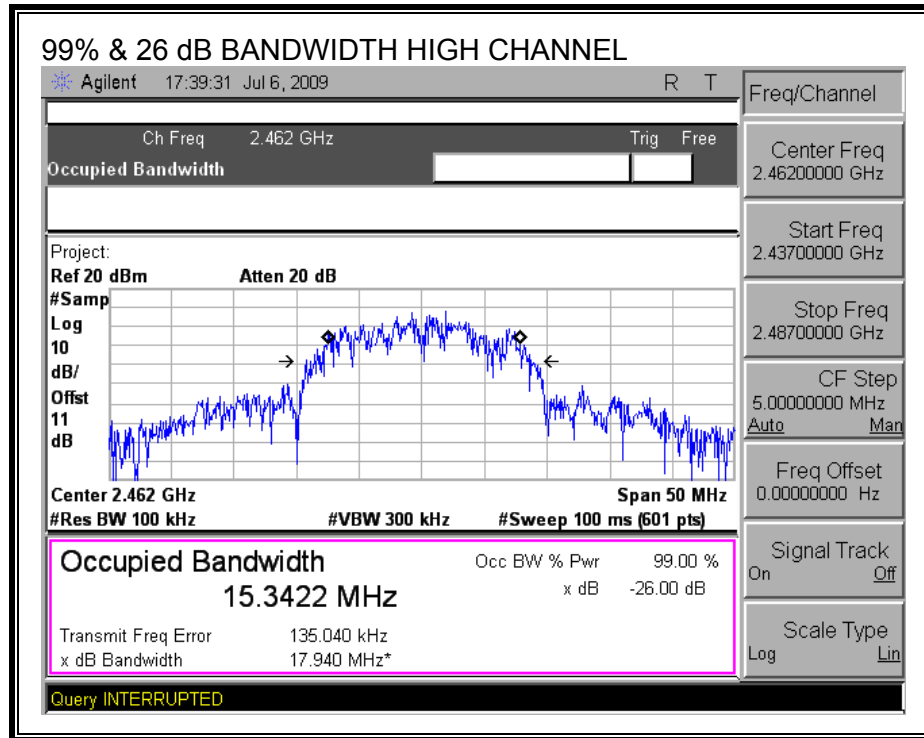 99% & 26 dB BANDWIDTH HIGH CHANNEL
Agilent 17:39:31 Jul 6, 2009 R T
Freq/Channel
Ch Freq 2.462 GHz Trig Free
Occupied Bandwidth
Center Freq
2.46200000 GHz
Start Freq
2.43700000 GHz
Stop Freq
2.48700000 GHz
CF Step
5.00000000 MHz
Auto Man
Freq Offset
0.00000000 Hz
Signal Track
On Off
Scale Type
Log Lin
Project:
Ref 20 dBm Atten 20 dB
#Samp
Log
10
dB/
Offst
11
dB
Center 2.462 GHz Span 50 MHz
#Res BW 100 kHz #VBW 300 kHz #Sweep 100 ms (601 pts)
Occupied Bandwidth
15.3422 MHz
Occ BW % Pwr 99.00 %
x dB -26.00 dB
Transmit Freq Error 135.040 kHz
x dB Bandwidth 17.940 MHz*
Query INTERRUPTED